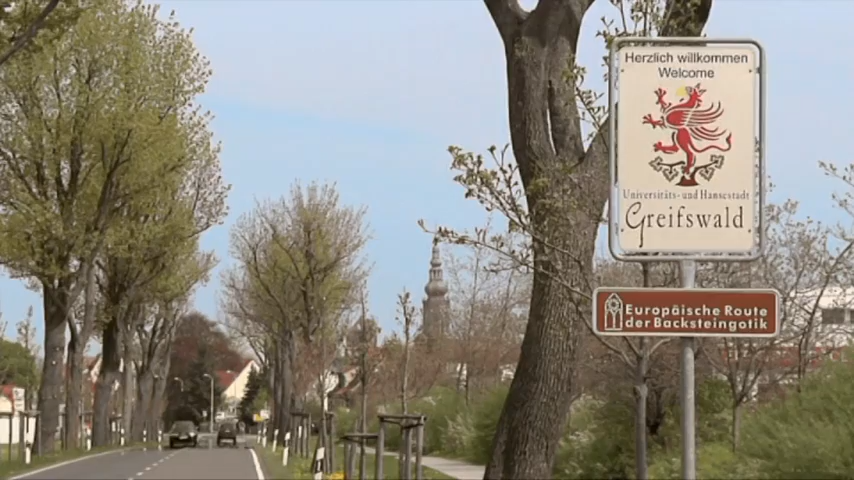 Herzlich willkommen
Welcome
Universitäts- und Hansestadt
Greifswald
Europäische Route
der Backsteingotik